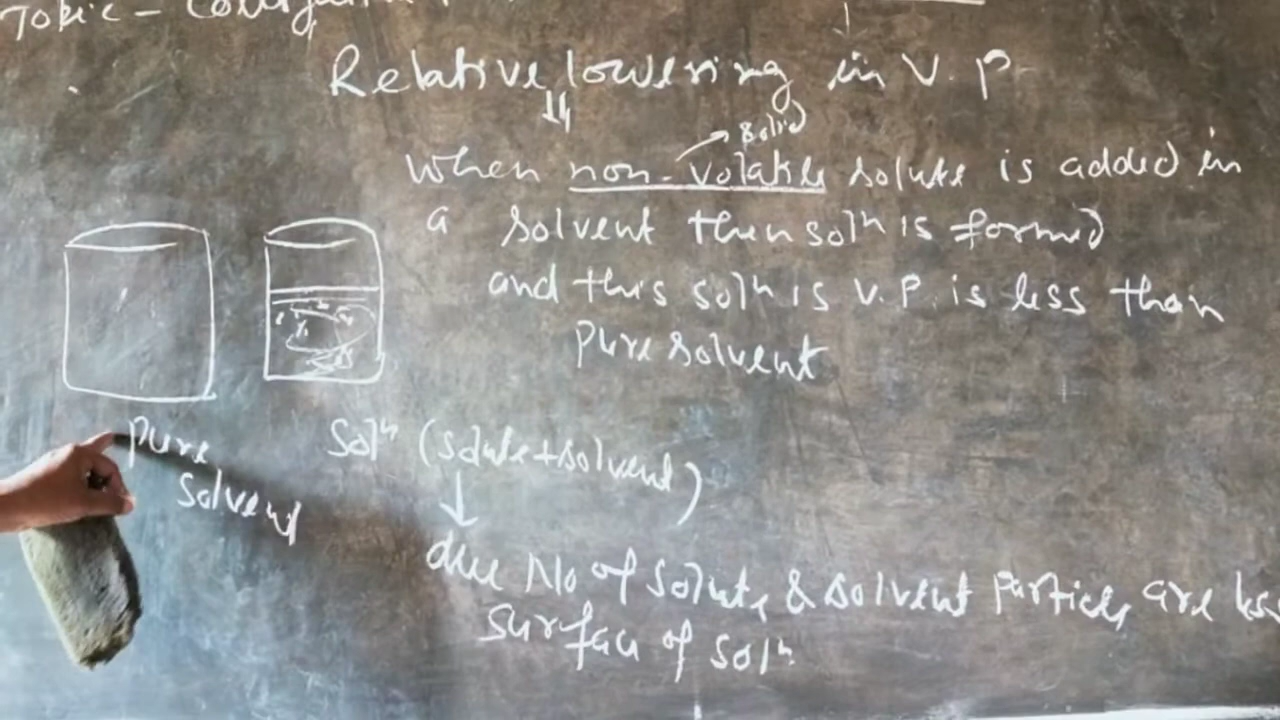 Topic -
Relative lowering in V.P
solid
when non-volatile solute is added in
a solvent then solⁿ is formed
and this solⁿ is V.P. is less than
pure solvent
pure
solvent
Solⁿ (solute+solvent)
due No of solute & solvent particles are less
surface of solⁿ